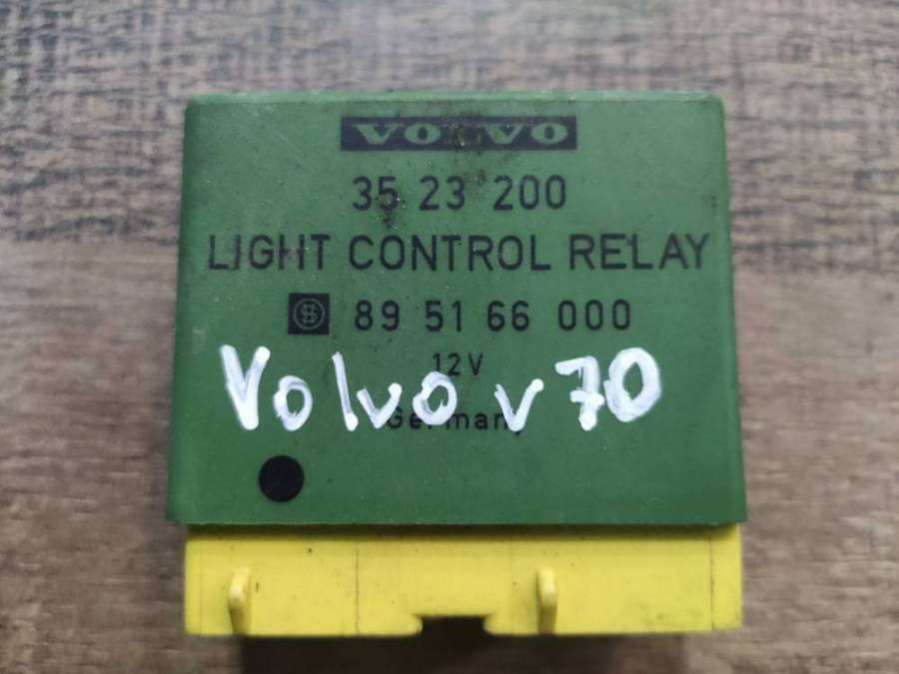 VOLVO
35 23 200
LIGHT CONTROL RELAY
89 51 66 000
12V
Volvo v70
Germany